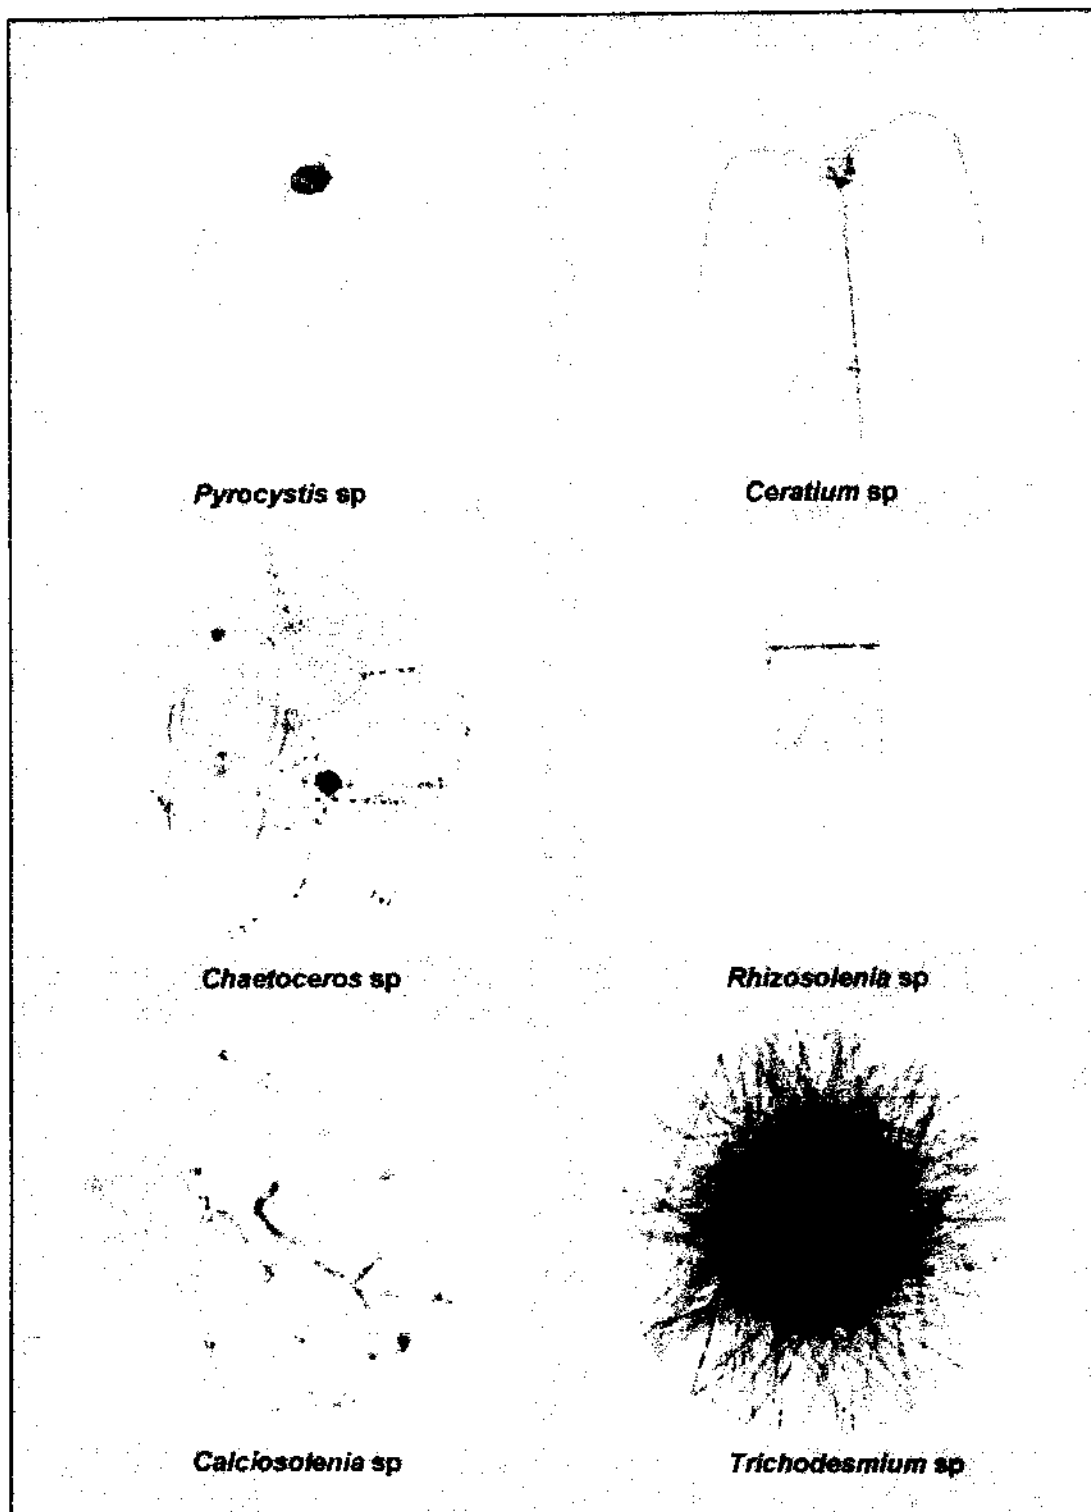 Pyrocystis sp
Ceratium sp
Chaetoceros sp
Rhizosolenia sp
Calciosolenia sp
Trichodesmium sp